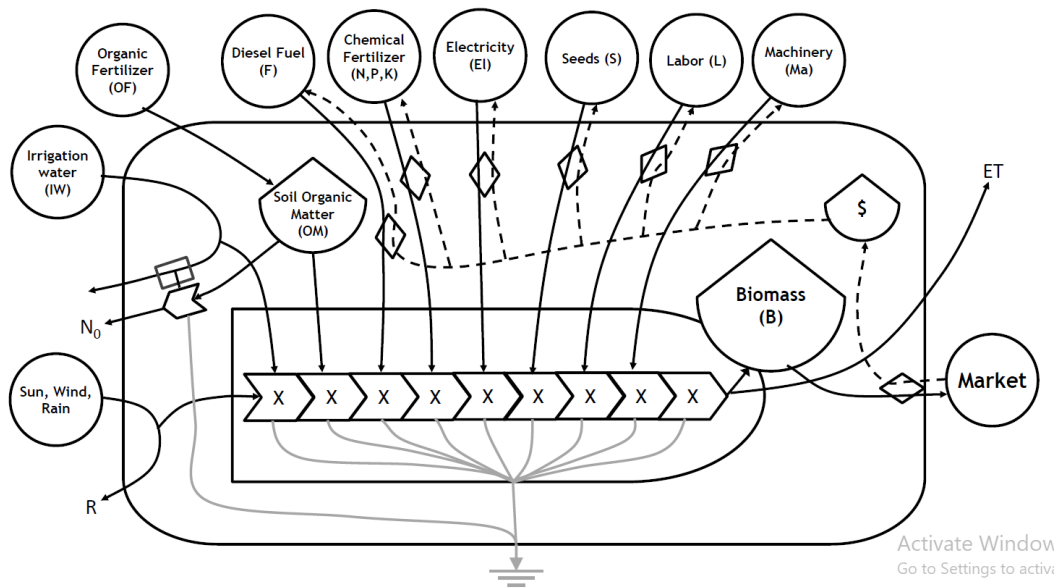 Organic
Fertilizer
(OF)
Diesel Fuel
(F)
Chemical
Fertilizer
(N,P,K)
Electricity
(El)
Seeds (S)
Labor (L)
Machinery
(Ma)
Irrigation
water
(IW)
Soil Organic
Matter
(OM)
$
ET
Biomass
(B)
N₀
Sun, Wind,
Rain
X X X X X X X X X
Market
R
Activate Window
Go to Settings to activa